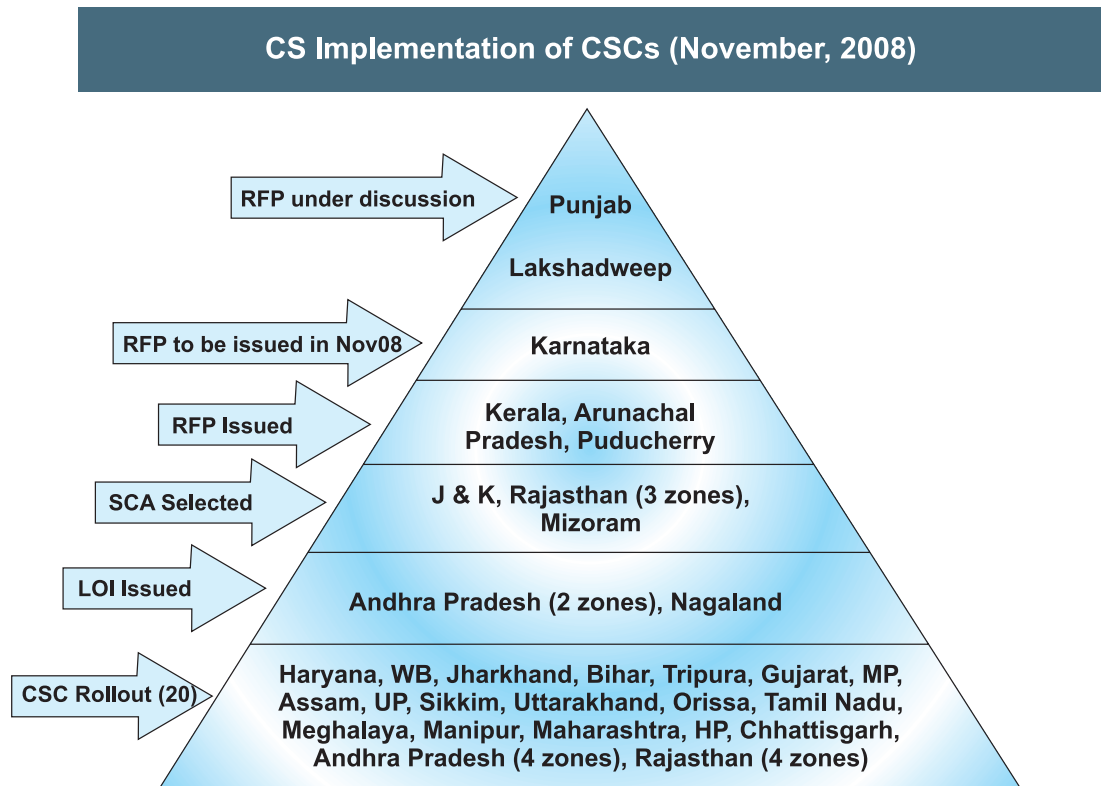 CS Implementation of CSCs (November, 2008)
RFP under discussion
Punjab
Lakshadweep
RFP to be issued in Nov08
Karnataka
RFP Issued
Kerala, Arunachal
Pradesh, Puducherry
SCA Selected
J & K, Rajasthan (3 zones),
Mizoram
LOI Issued
Andhra Pradesh (2 zones), Nagaland
CSC Rollout (20)
Haryana, WB, Jharkhand, Bihar, Tripura, Gujarat, MP,
Assam, UP, Sikkim, Uttarakhand, Orissa, Tamil Nadu,
Meghalaya, Manipur, Maharashtra, HP, Chhattisgarh,
Andhra Pradesh (4 zones), Rajasthan (4 zones)